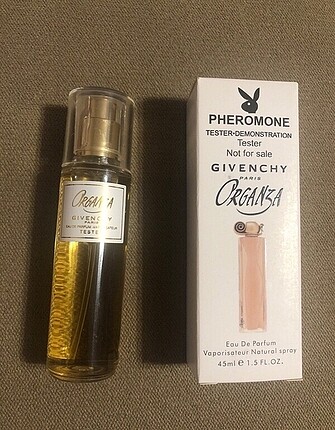 ORGANZA
GIVENCHY
PARIS
TESTER
PHEROMONE
TESTER-DEMONSTRATION
Tester
Not for sale
GIVENCHY
PARIS
ORGANZA
Eau De Parfum
Vaporisateur Natural spray
45ml e 1.5 FL.OZ.